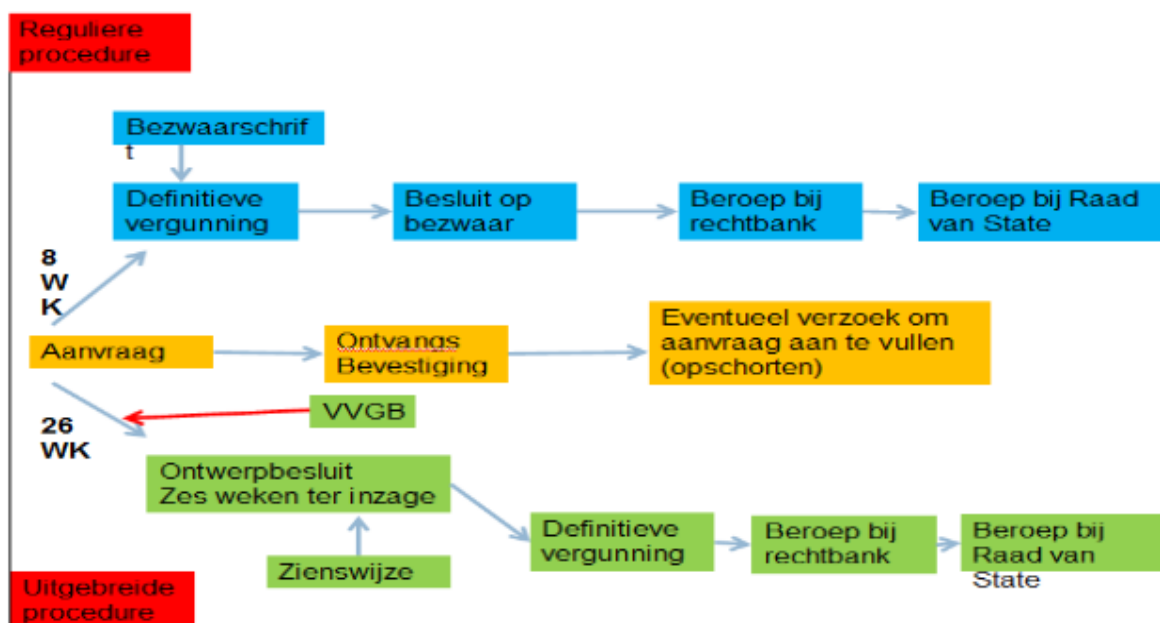 Reguliere
procedure
Bezwaarschrif
t
Definitieve
vergunning
Besluit op
bezwaar
Beroep bij
rechtbank
Beroep bij Raad
van State
8
W
K
Aanvraag
Ontvangs
Bevestiging
Eventueel verzoek om
aanvraag aan te vullen
(opschorten)
26
WK
VVGB
Ontwerpbesluit
Zes weken ter inzage
Zienswijze
Definitieve
vergunning
Beroep bij
rechtbank
Beroep bij
Raad van
State
Uitgebreide
procedure